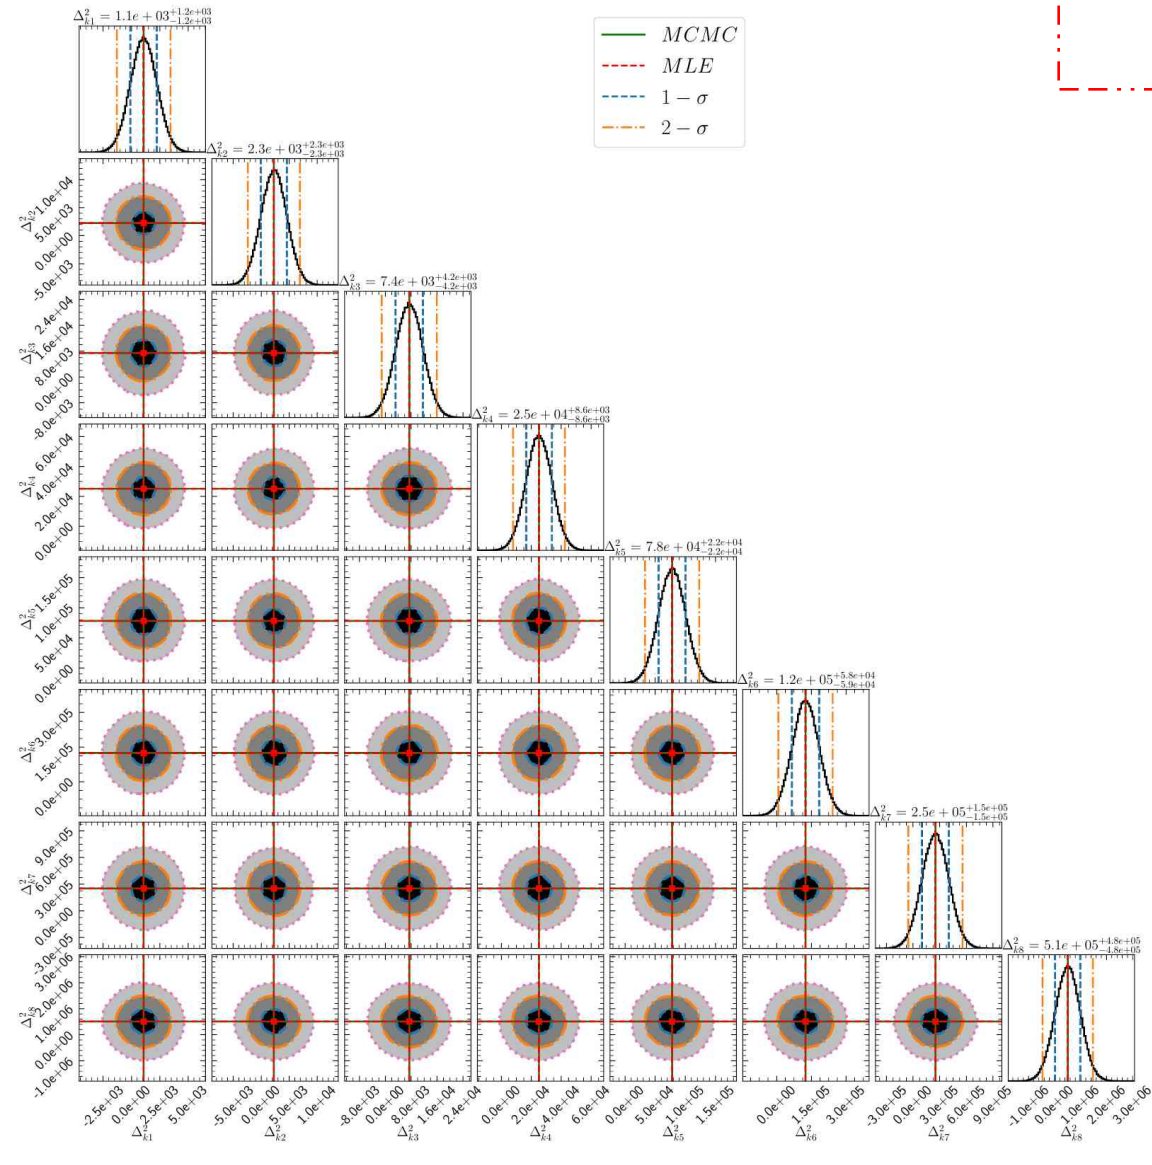 Δ²k1 = 1.1e + 03 +1.2e+03 −1.2e+03
MCMC
MLE
1 − σ
2 − σ
Δ²k2 = 2.3e + 03 +2.3e+03 −2.3e+03
Δ²k2
1.0e+04
5.0e+03
0.0e+00
-5.0e+03
Δ²k3 = 7.4e + 03 +4.2e+03 −4.2e+03
Δ²k3
2.4e+04
1.6e+04
8.0e+03
0.0e+00
-8.0e+03
Δ²k4 = 2.5e + 04 +8.6e+03 −8.6e+03
Δ²k4
6.0e+04
4.0e+04
2.0e+04
0.0e+00
Δ²k5 = 7.8e + 04 +2.2e+04 −2.2e+04
Δ²k5
1.5e+05
1.0e+05
5.0e+04
0.0e+00
Δ²k6 = 1.2e + 05 +5.8e+04 −5.9e+04
Δ²k6
3.0e+05
1.5e+05
0.0e+00
Δ²k7 = 2.5e + 05 +1.5e+05 −1.5e+05
Δ²k7
9.0e+05
6.0e+05
3.0e+05
0.0e+00
-3.0e+05
Δ²k8 = 5.1e + 05 +4.8e+05 −4.8e+05
Δ²k8
3.0e+06
2.0e+06
1.0e+06
0.0e+00
-1.0e+06
-2.5e+03 0.0e+00 2.5e+03 5.0e+03 -5.0e+03 0.0e+00 5.0e+03 1.0e+04 -8.0e+03 0.0e+00 8.0e+03 1.6e+04 2.4e+04 0.0e+00 2.0e+04 4.0e+04 6.0e+04 0.0e+00 5.0e+04 1.0e+05 1.5e+05 0.0e+00 1.5e+05 3.0e+05 -3.0e+05 0.0e+00 3.0e+05 6.0e+05 9.0e+05 -1.0e+06 0.0e+00 1.0e+06 2.0e+06 3.0e+06
Δ²k1 Δ²k2 Δ²k3 Δ²k4 Δ²k5 Δ²k6 Δ²k7 Δ²k8